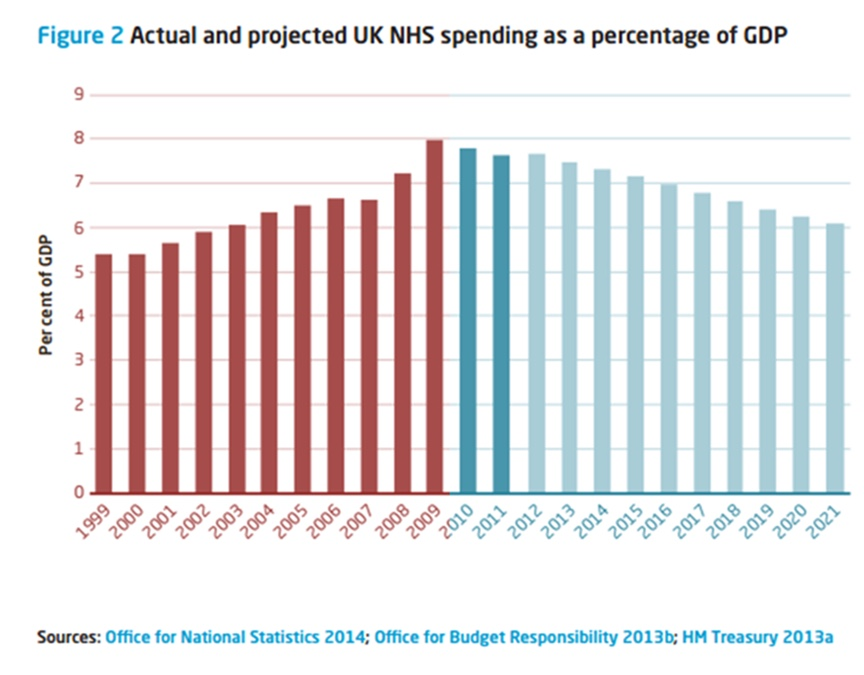 Figure 2 Actual and projected UK NHS spending as a percentage of GDP
9
8
7
6
5
4
3
2
1
0
Per cent of GDP
1999 2000 2001 2002 2003 2004 2005 2006 2007 2008 2009 2010 2011 2012 2013 2014 2015 2016 2017 2018 2019 2020 2021
Sources: Office for National Statistics 2014; Office for Budget Responsibility 2013b; HM Treasury 2013a